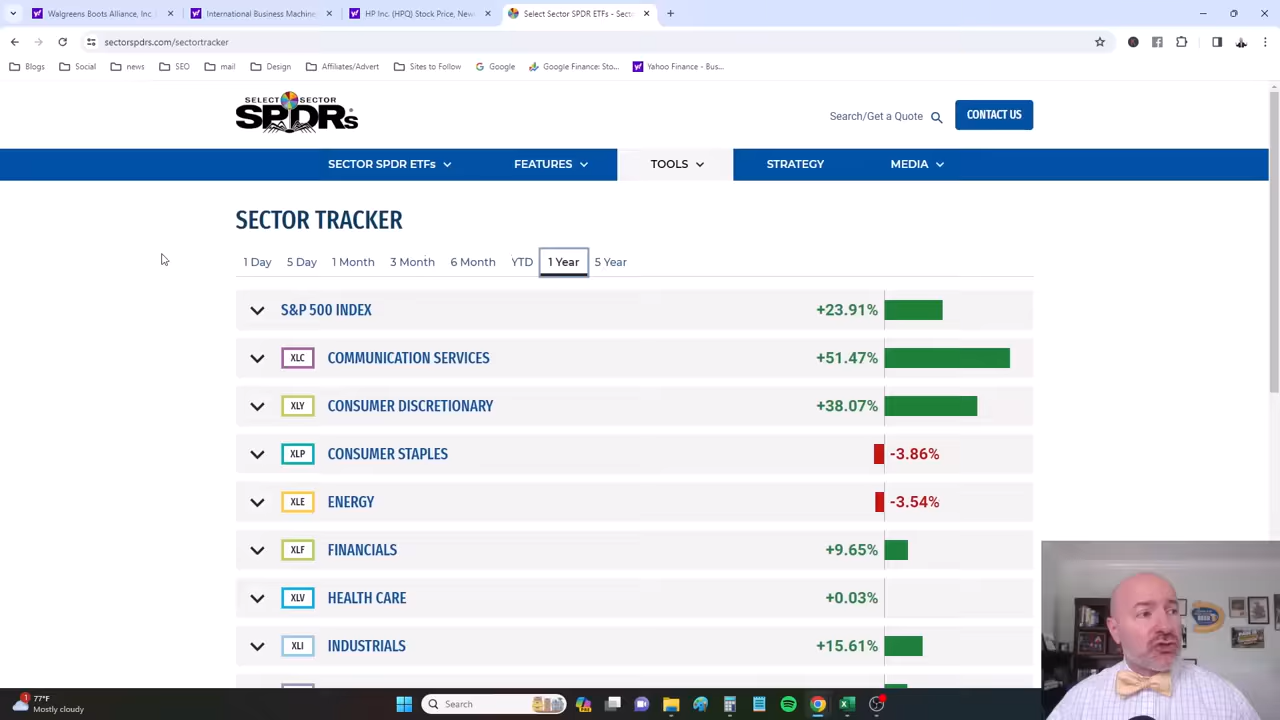 Walgreens Boots Alliance, Inc
International Business Machine
HP Inc. (HPQ) Stock Price, New
Select Sector SPDR ETFs - Sect
sectorspdrs.com/sectortracker
Blogs
Social
news
SEO
mail
Design
Affiliates/Advert
Sites to Follow
Google
Google Finance: Sto...
Yahoo Finance - Bus...
SELECT SECTOR
SPDRs
Search/Get a Quote
CONTACT US
SECTOR SPDR ETFs
FEATURES
TOOLS
STRATEGY
MEDIA
SECTOR TRACKER
1 Day
5 Day
1 Month
3 Month
6 Month
YTD
1 Year
5 Year
S&P 500 INDEX +23.91%
XLC COMMUNICATION SERVICES +51.47%
XLY CONSUMER DISCRETIONARY +38.07%
XLP CONSUMER STAPLES -3.86%
XLE ENERGY -3.54%
XLF FINANCIALS +9.65%
XLV HEALTH CARE +0.03%
XLI INDUSTRIALS +15.61%
1
77°F
Mostly cloudy
Search